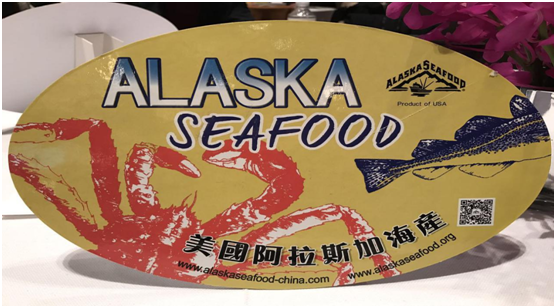 ALASKA
SEAFOOD
ALASKA SEAFOOD
Product of USA
美國阿拉斯加海產
www.alaskaseafood-china.com
www.alaskaseafood.org